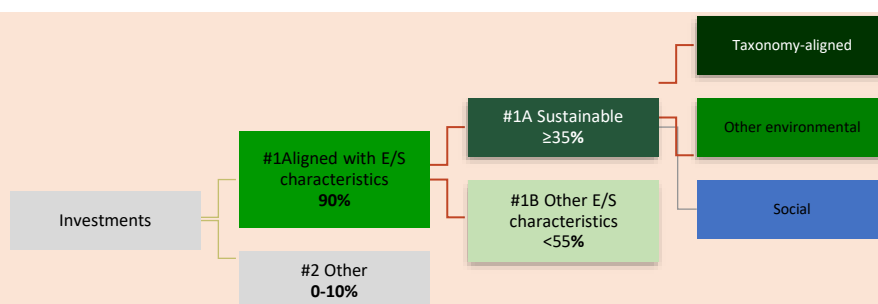 Taxonomy-aligned
#1A Sustainable
≥35%
Other environmental
#1Aligned with E/S
characteristics
90%
#1B Other E/S
characteristics
<55%
Social
Investments
#2 Other
0-10%